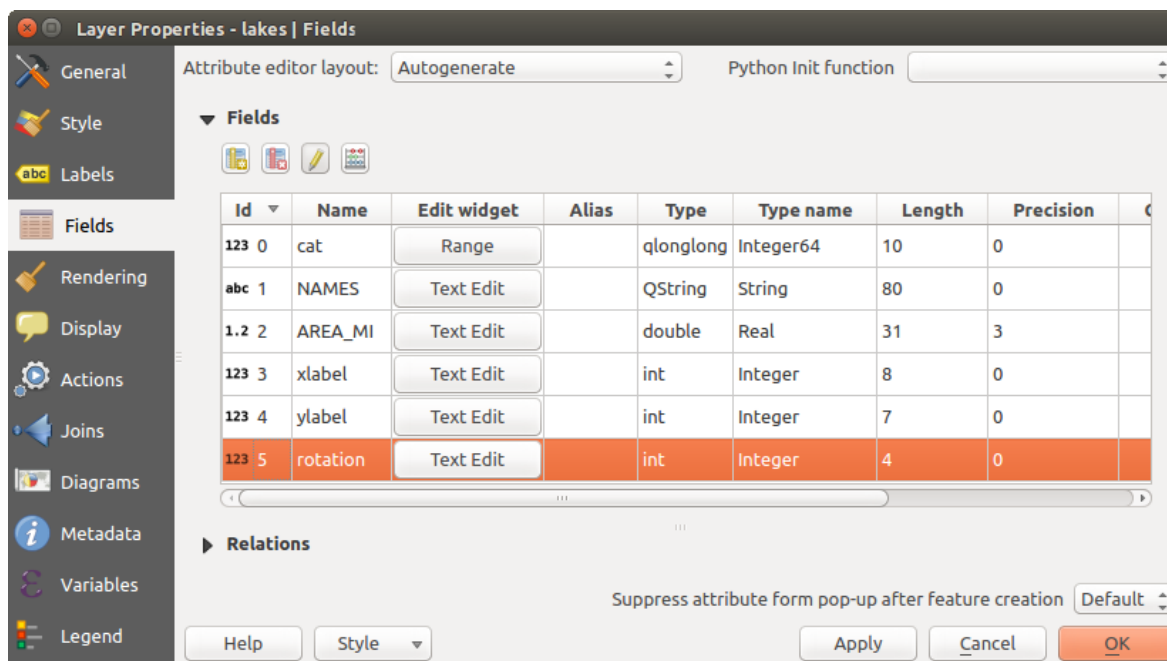 Layer Properties - lakes | Fields
General
Style
abc Labels
Fields
Rendering
Display
Actions
Joins
Diagrams
Metadata
Variables
Legend
Attribute editor layout: Autogenerate Python Init function
Fields
Id Name Edit widget Alias Type Type name Length Precision
123 0 cat Range qlonglong Integer64 10 0
abc 1 NAMES Text Edit QString String 80 0
1.2 2 AREA_MI Text Edit double Real 31 3
123 3 xlabel Text Edit int Integer 8 0
123 4 ylabel Text Edit int Integer 7 0
123 5 rotation Text Edit int Integer 4 0
Relations
Suppress attribute form pop-up after feature creation Default
Help Style Apply Cancel OK